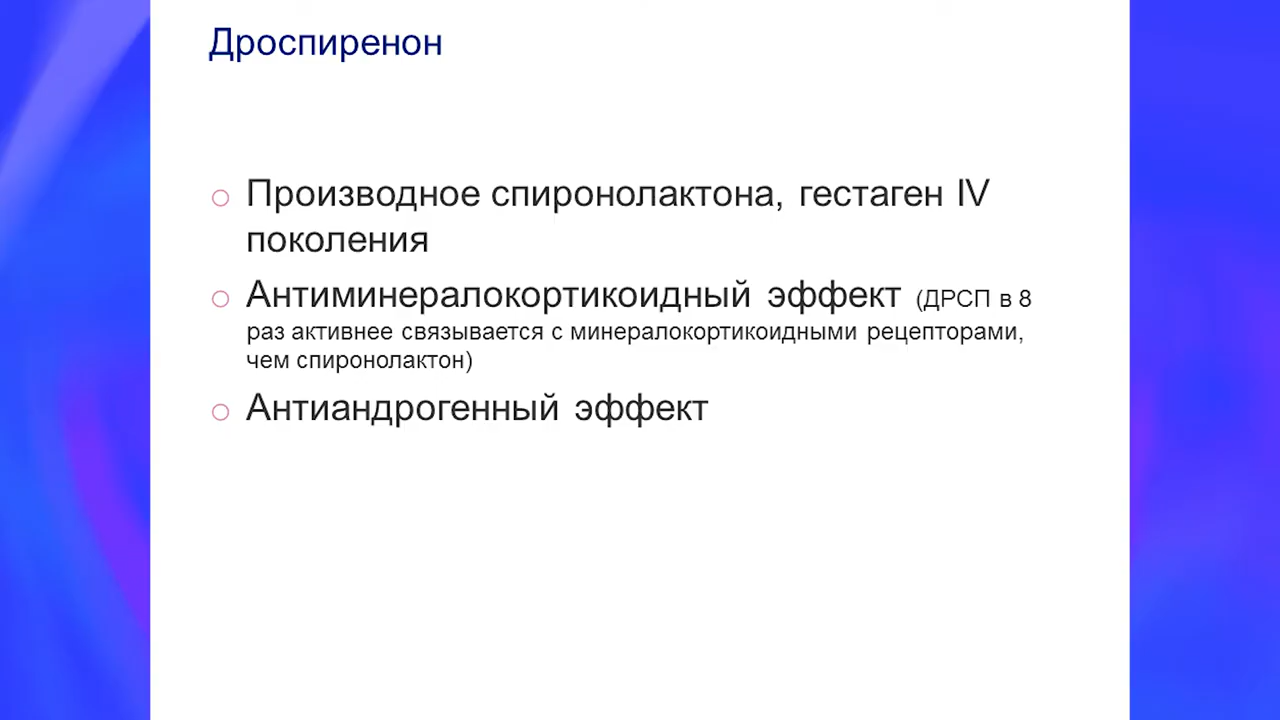 Дроспиренон
Производное спиронолактона, гестаген IV
поколения
Антиминералокортикоидный эффект (ДРСП в 8
раз активнее связывается с минералокортикоидными рецепторами,
чем спиронолактон)
Антиандрогенный эффект